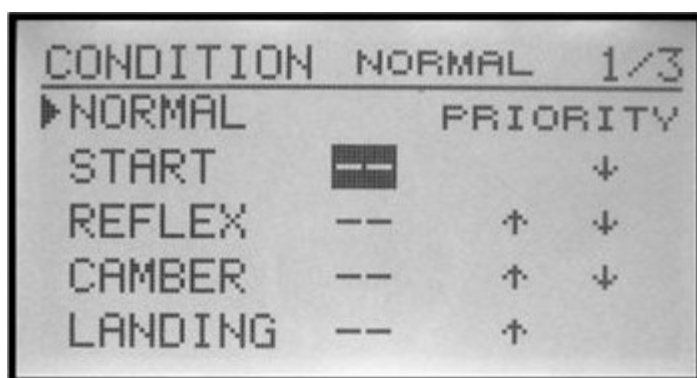 CONDITION NORMAL 1/3
▶NORMAL PRIORITY
START -- ↓
REFLEX -- ↑ ↓
CAMBER -- ↑ ↓
LANDING -- ↑